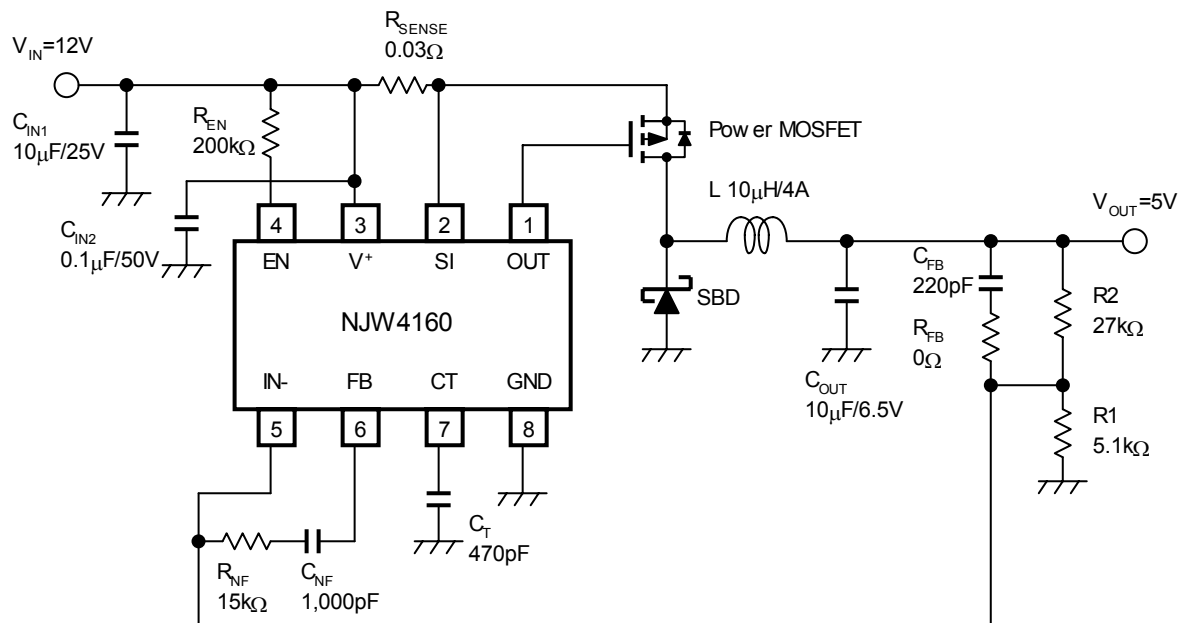 R_SENSE
0.03Ω
V_IN=12V
C_IN1
10μF/25V
R_EN
200kΩ
Power MOSFET
L 10μH/4A
V_OUT=5V
C_IN2
0.1μF/50V
4
3
2
1
EN
V⁺
SI
OUT
C_FB
220pF
SBD
R2
27kΩ
NJW4160
R_FB
0Ω
IN-
FB
CT
GND
C_OUT
10μF/6.5V
R1
5.1kΩ
5
6
7
8
C_T
470pF
R_NF
15kΩ
C_NF
1,000pF